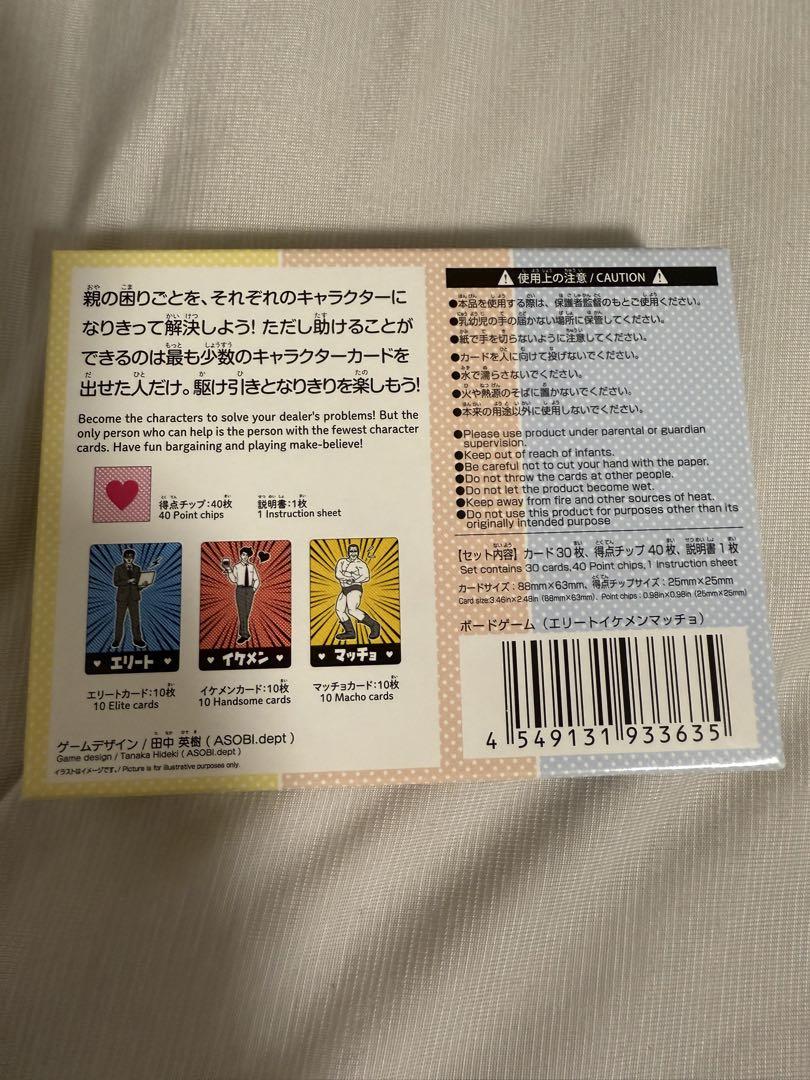 親の困りごとを、それぞれのキャラクターに
なりきって解決しよう! ただし助けることが
できるのは最も少数のキャラクターカードを
出せた人だけ。駆け引きとなりきりを楽しもう!
Become the characters to solve your dealer's problems! But the
only person who can help is the person with the fewest character
cards. Have fun bargaining and playing make-believe!
得点チップ:40枚
40 Point chips
説明書:1枚
1 Instruction sheet
エリート
イケメン
マッチョ
エリートカード:10枚
10 Elite cards
イケメンカード:10枚
10 Handsome cards
マッチョカード:10枚
10 Macho cards
ゲームデザイン / 田中 英樹 ( ASOBI.dept )
Game design / Tanaka Hideki ( ASOBI.dept )
イラストはイメージです。/ Picture is for illustrative purposes only.
使用上の注意 / CAUTION
●本品を使用する際は、保護者監督のもとご使用ください。
●乳幼児の手の届かない場所に保管してください。
●紙で手を切らないように注意してください。
●カードを人に向けて投げないでください。
●水で濡らさないでください。
●火や熱源のそばに置かないでください。
●本来の用途以外に使用しないでください。
●Please use product under parental or guardian
supervision.
●Keep out of reach of infants.
●Be careful not to cut your hand with the paper.
●Do not throw the cards at other people.
●Do not let the product become wet.
●Keep away from fire and other sources of heat.
●Do not use this product for purposes other than its
originally intended purpose
【セット内容】カード30枚、得点チップ 40枚、説明書1枚
Set contains 30 cards,40 Point chips,1 Instruction sheet
カードサイズ:88mm×63mm、得点チップサイズ:25mm×25mm
Card size:3.46in×2.48in (88mm×63mm)、Point chips:0.98in×0.98in (25mm×25mm)
ボードゲーム(エリートイケメンマッチョ)
4 549131 933635